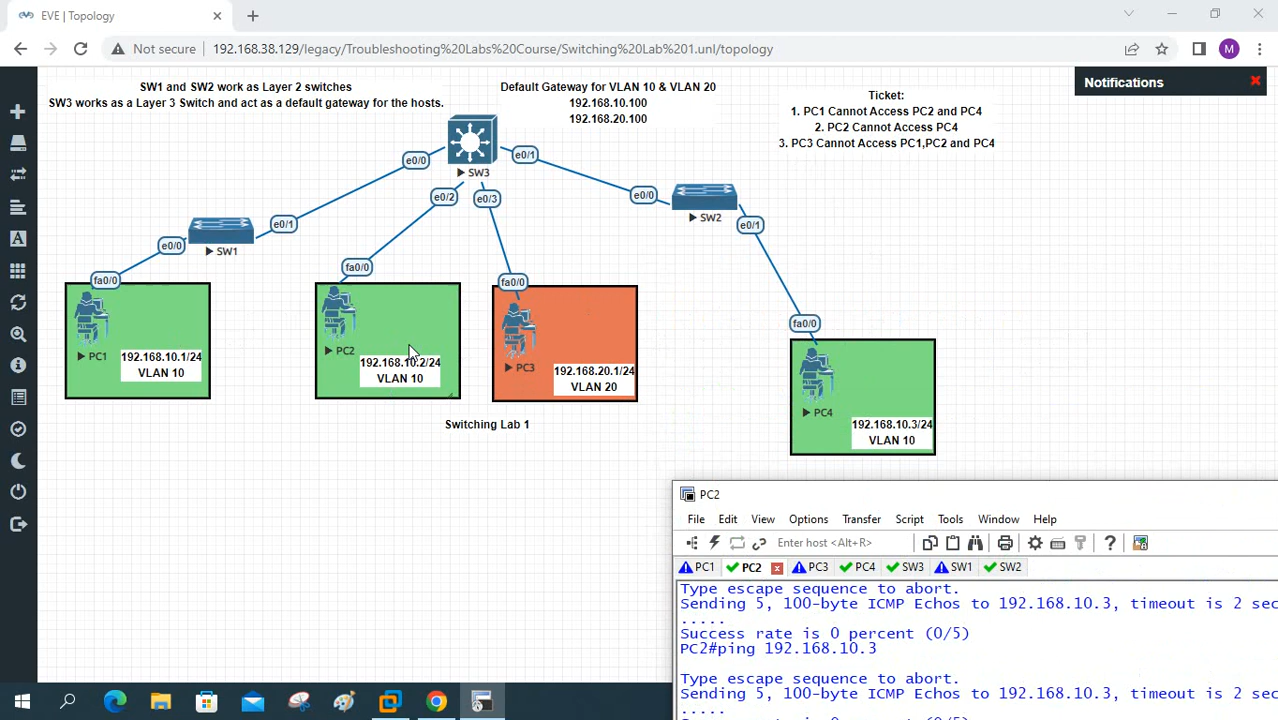 EVE | Topology
Not secure
192.168.38.129/legacy/Troubleshooting%20Labs%20Course/Switching%20Lab%201.unl/topology
M
SW1 and SW2 work as Layer 2 switches
SW3 works as a Layer 3 Switch and act as a default gateway for the hosts.
Default Gateway for VLAN 10 & VLAN 20
192.168.10.100
192.168.20.100
Ticket:
1. PC1 Cannot Access PC2 and PC4
2. PC2 Cannot Access PC4
3. PC3 Cannot Access PC1,PC2 and PC4
Notifications
e0/0
e0/1
SW3
e0/2
e0/3
e0/0
SW2
e0/1
e0/1
e0/0
SW1
fa0/0
fa0/0
fa0/0
fa0/0
PC1
192.168.10.1/24
VLAN 10
PC2
192.168.10.2/24
VLAN 10
PC3
192.168.20.1/24
VLAN 20
PC4
192.168.10.3/24
VLAN 10
Switching Lab 1
PC2
File Edit View Options Transfer Script Tools Window Help
Enter host <Alt+R>
PC1 PC2 PC3 PC4 SW3 SW1 SW2
Type escape sequence to abort.
Sending 5, 100-byte ICMP Echos to 192.168.10.3, timeout is 2 sec
.....
Success rate is 0 percent (0/5)
PC2#ping 192.168.10.3
Type escape sequence to abort.
Sending 5, 100-byte ICMP Echos to 192.168.10.3, timeout is 2 sec
.....